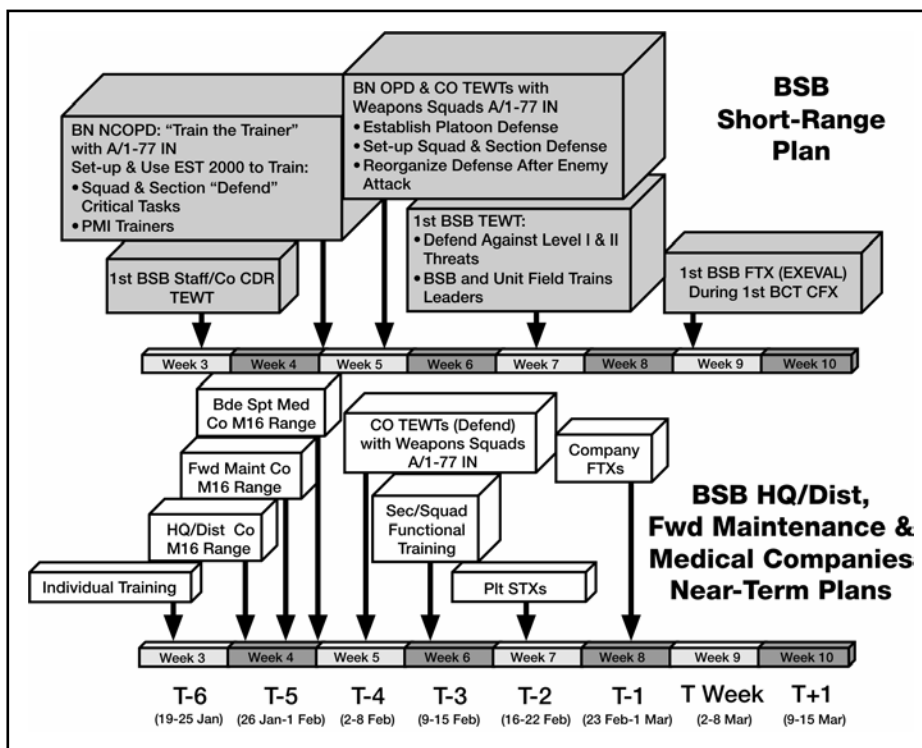 BSB
Short-Range
Plan
BN NCOPD: “Train the Trainer”
with A/1-77 IN
Set-up & Use EST 2000 to Train:
• Squad & Section “Defend”
Critical Tasks
• PMI Trainers
BN OPD & CO TEWTs with
Weapons Squads A/1-77 IN
• Establish Platoon Defense
• Set-up Squad & Section Defense
• Reorganize Defense After Enemy
Attack
1st BSB Staff/Co CDR
TEWT
1st BSB TEWT:
• Defend Against Level I & II
Threats
• BSB and Unit Field Trains
Leaders
1st BSB FTX (EXEVAL)
During 1st BCT CFX
Week 3 Week 4 Week 5 Week 6 Week 7 Week 8 Week 9 Week 10
Bde Spt Med
Co M16 Range
Fwd Maint Co
M16 Range
HQ/Dist Co
M16 Range
Individual Training
CO TEWTs (Defend)
with Weapons Squads
A/1-77 IN
Sec/Squad
Functional
Training
Plt STXs
Company
FTXs
BSB HQ/Dist,
Fwd Maintenance &
Medical Companies
Near-Term Plans
Week 3 Week 4 Week 5 Week 6 Week 7 Week 8 Week 9 Week 10
T-6 T-5 T-4 T-3 T-2 T-1 T Week T+1
(19-25 Jan) (26 Jan-1 Feb) (2-8 Feb) (9-15 Feb) (16-22 Feb) (23 Feb-1 Mar) (2-8 Mar) (9-15 Mar)